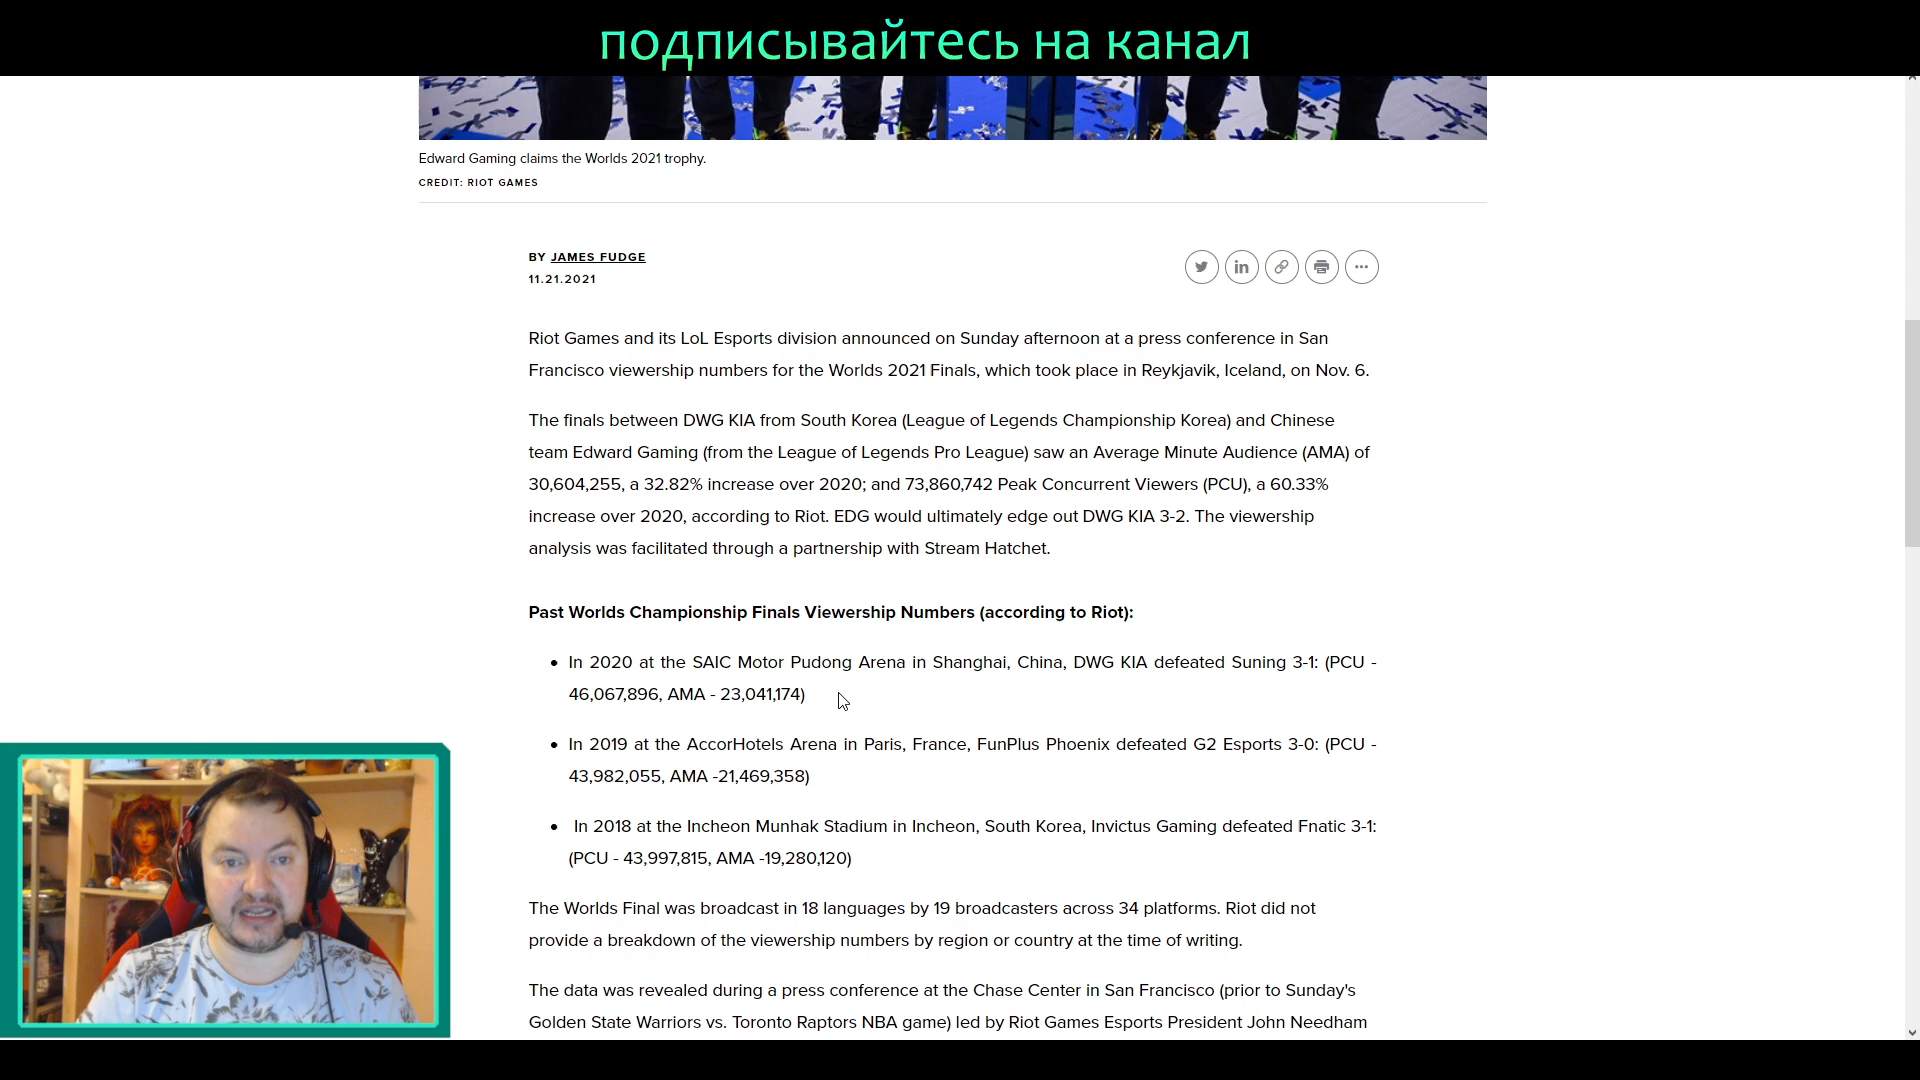 подписывайтесь на канал
Edward Gaming claims the Worlds 2021 trophy.
CREDIT: RIOT GAMES
BY JAMES FUDGE
11.21.2021
Riot Games and its LoL Esports division announced on Sunday afternoon at a press conference in San
Francisco viewership numbers for the Worlds 2021 Finals, which took place in Reykjavik, Iceland, on Nov. 6.
The finals between DWG KIA from South Korea (League of Legends Championship Korea) and Chinese
team Edward Gaming (from the League of Legends Pro League) saw an Average Minute Audience (AMA) of
30,604,255, a 32.82% increase over 2020; and 73,860,742 Peak Concurrent Viewers (PCU), a 60.33%
increase over 2020, according to Riot. EDG would ultimately edge out DWG KIA 3-2. The viewership
analysis was facilitated through a partnership with Stream Hatchet.
Past Worlds Championship Finals Viewership Numbers (according to Riot):
• In 2020 at the SAIC Motor Pudong Arena in Shanghai, China, DWG KIA defeated Suning 3-1: (PCU -
46,067,896, AMA - 23,041,174)
• In 2019 at the AccorHotels Arena in Paris, France, FunPlus Phoenix defeated G2 Esports 3-0: (PCU -
43,982,055, AMA -21,469,358)
• In 2018 at the Incheon Munhak Stadium in Incheon, South Korea, Invictus Gaming defeated Fnatic 3-1:
(PCU - 43,997,815, AMA -19,280,120)
The Worlds Final was broadcast in 18 languages by 19 broadcasters across 34 platforms. Riot did not
provide a breakdown of the viewership numbers by region or country at the time of writing.
The data was revealed during a press conference at the Chase Center in San Francisco (prior to Sunday's
Golden State Warriors vs. Toronto Raptors NBA game) led by Riot Games Esports President John Needham